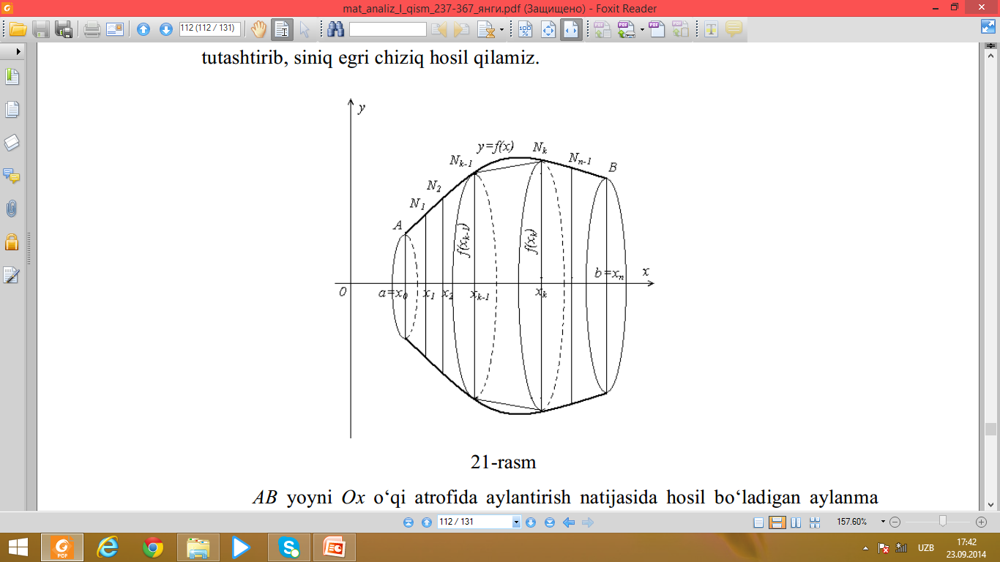 mat_analiz_I_qism_237-367_янги.pdf (Защищено) - Foxit Reader
112 (112 / 131)
tutashtirib, siniq egri chiziq hosil qilamiz.
y
y=f(x)
N_k
N_{k-1}
N_{n-1}
B
N_2
N_1
A
f(x_{k-1})
f(x_k)
b=x_n
x
0
a=x_0
x_1
x_2
x_{k-1}
x_k
21-rasm
AB yoyni Ox o‘qi atrofida aylantirish natijasida hosil bo‘ladigan aylanma
112 / 131
157.60%
PDF
UZB
17:42
23.09.2014